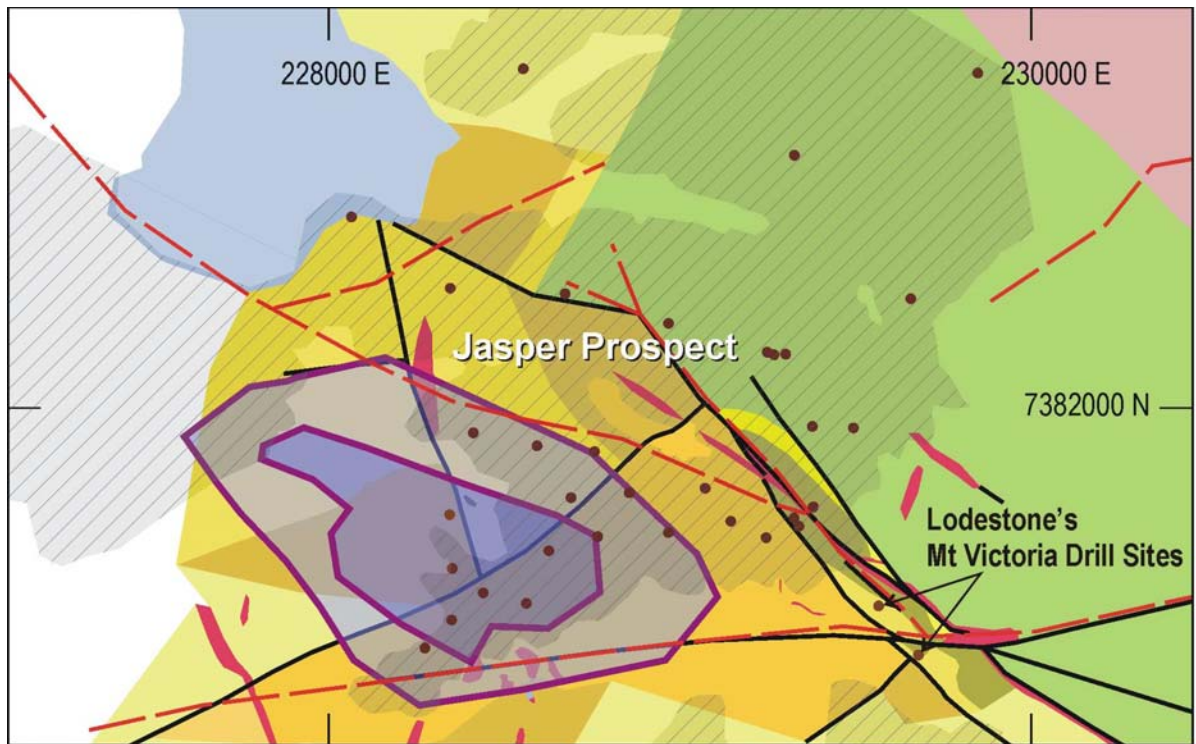 228000 E
230000 E
Jasper Prospect
7382000 N
Lodestone's
Mt Victoria Drill Sites